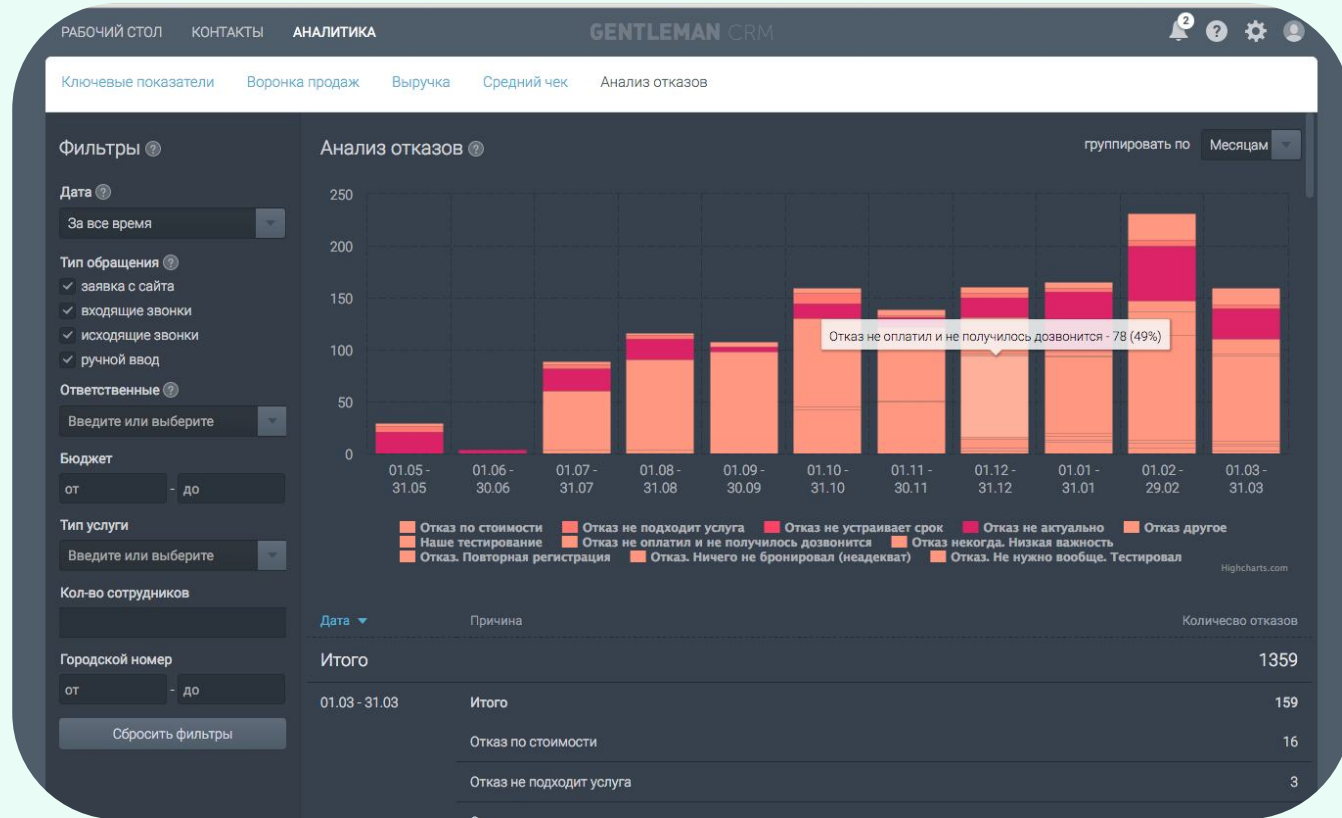 РАБОЧИЙ СТОЛ КОНТАКТЫ АНАЛИТИКА GENTLEMAN CRM 2 ?
Ключевые показатели Воронка продаж Выручка Средний чек Анализ отказов
Фильтры ?
Дата ?
За все время
Тип обращения ?
заявка с сайта
входящие звонки
исходящие звонки
ручной ввод
Ответственные ?
Введите или выберите
Бюджет
от - до
Тип услуги
Введите или выберите
Кол-во сотрудников
Городской номер
от - до
Сбросить фильтры
Анализ отказов ?
группировать по Месяцам
250
200
150
100
50
0
Отказ не оплатил и не получилось дозвонится - 78 (49%)
01.05 - 01.06 - 01.07 - 01.08 - 01.09 - 01.10 - 01.11 - 01.12 - 01.01 - 01.02 - 01.03 -
31.05 30.06 31.07 31.08 30.09 31.10 30.11 31.12 31.01 29.02 31.03
Отказ по стоимости Отказ не подходит услуга Отказ не устраивает срок Отказ не актуально Отказ другое
Наше тестирование Отказ не оплатил и не получилось дозвонится Отказ некогда. Низкая важность
Отказ. Повторная регистрация Отказ. Ничего не бронировал (неадекват) Отказ. Не нужно вообще. Тестировал
Highcharts.com
Дата Причина Количесво отказов
Итого 1359
01.03 - 31.03 Итого 159
Отказ по стоимости 16
Отказ не подходит услуга 3